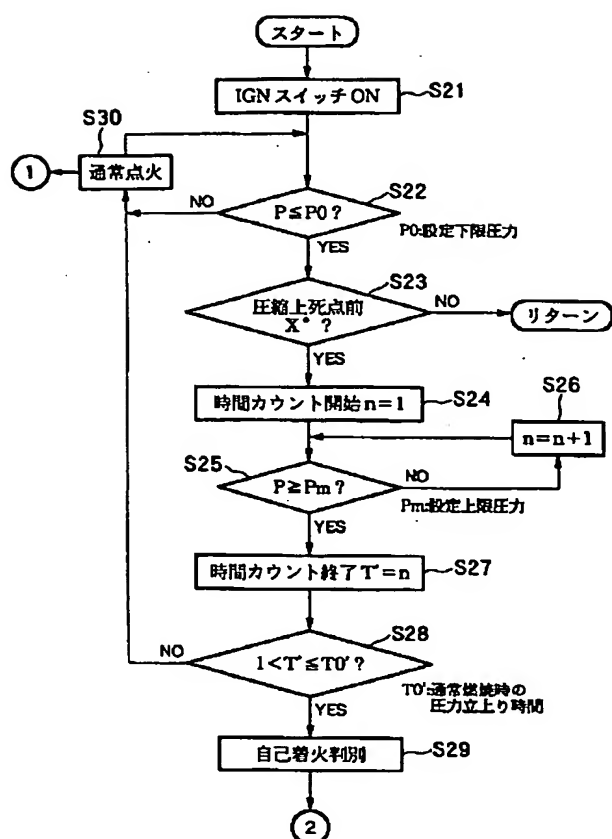 スタート
IGN スイッチ ON
S21
S30
通常点火
1
S22
P≦P0？
NO
P0:設定下限圧力
YES
S23
圧縮上死点前
X°？
NO
リターン
YES
時間カウント開始 n=1
S24
S26
n=n+1
S25
P≧Pm？
NO
Pm:設定上限圧力
YES
時間カウント終了 T'=n
S27
S28
1<T'≦T0'？
NO
T0':通常燃焼時の
圧力立上り時間
YES
自己着火判別
S29
2